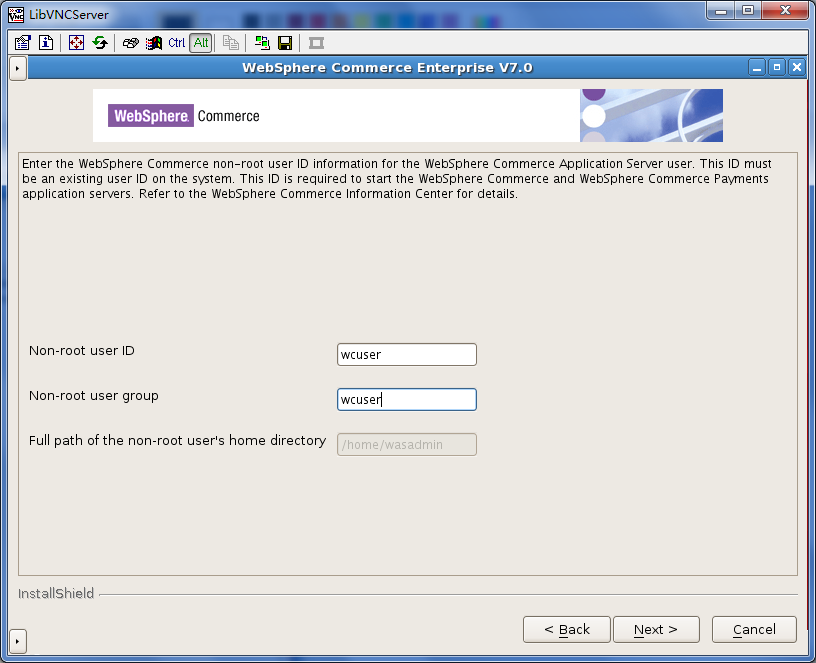 LibVNCServer
Ctrl Alt
WebSphere Commerce Enterprise V7.0
WebSphere. Commerce
Enter the WebSphere Commerce non-root user ID information for the WebSphere Commerce Application Server user. This ID must
be an existing user ID on the system. This ID is required to start the WebSphere Commerce and WebSphere Commerce Payments
application servers. Refer to the WebSphere Commerce Information Center for details.
Non-root user ID wcuser
Non-root user group wcuser
Full path of the non-root user's home directory /home/wasadmin
InstallShield
< Back Next > Cancel